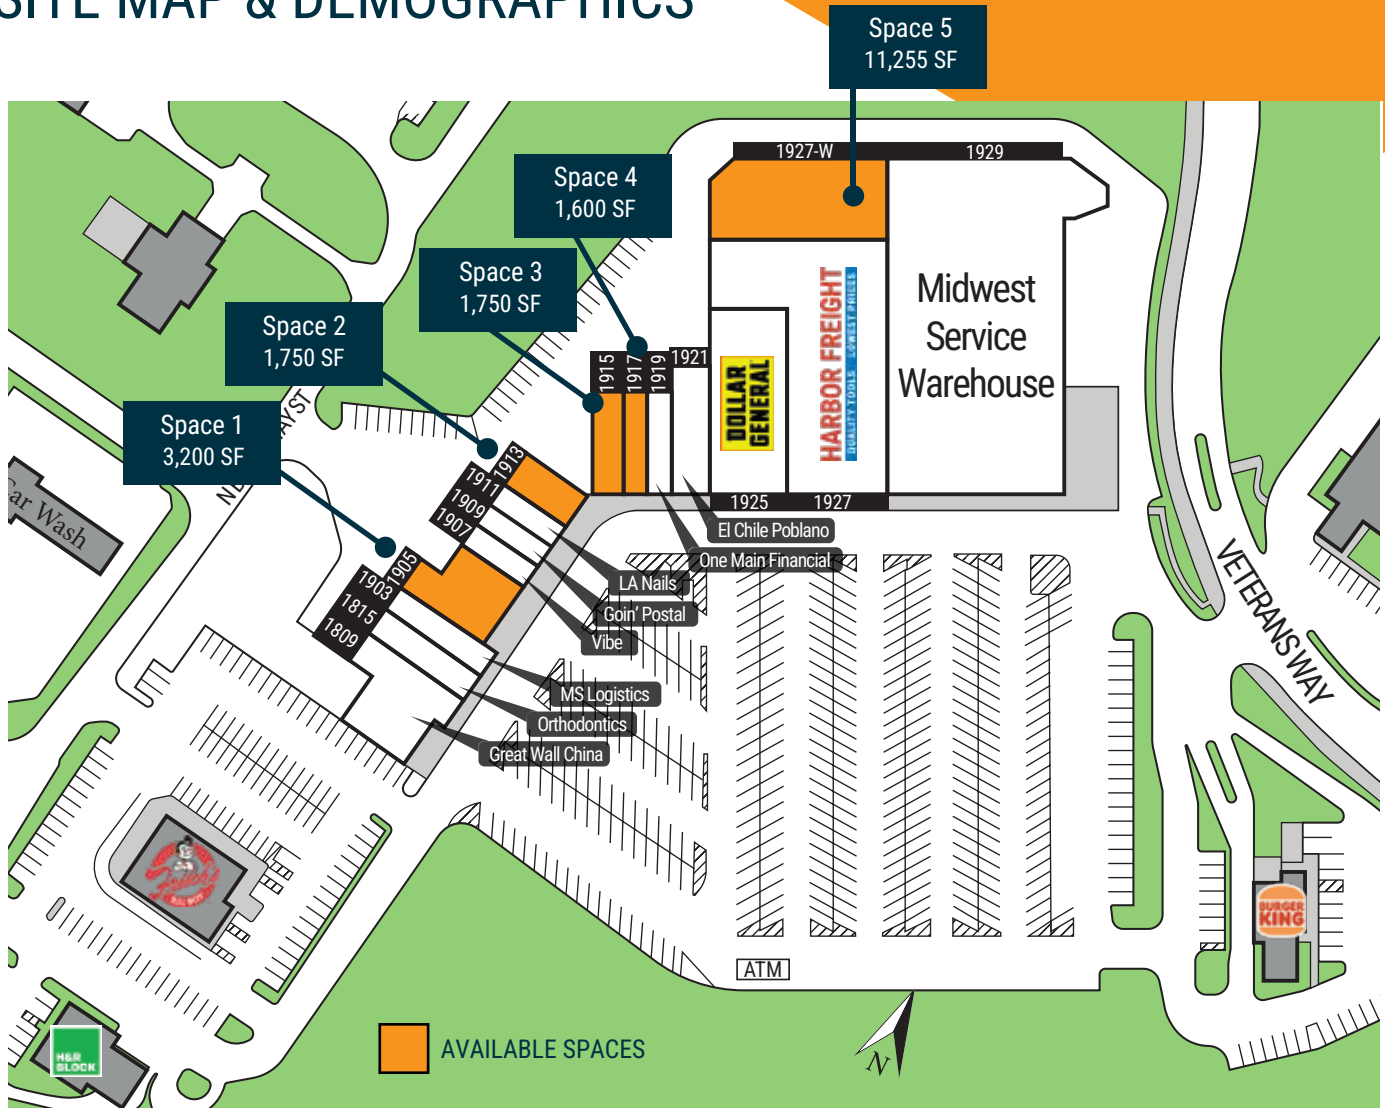 SITE MAP & DEMOGRAPHICS
Space 5
11,255 SF
1927-W
1929
Space 4
1,600 SF
Space 3
1,750 SF
Space 2
1,750 SF
Space 1
3,200 SF
Midwest
Service
Warehouse
HARBOR FREIGHT
QUALITY TOOLS LOWEST PRICES
DOLLAR
GENERAL
1915
1917
1919
1921
1925
1927
1913
1911
1909
1907
1905
1903
1815
1809
El Chile Poblano
One Main Financial
LA Nails
Goin' Postal
Vibe
MS Logistics
Orthodontics
Great Wall China
Car Wash
VETERANS WAY
Frisch's
BIG BOY
BURGER
KING
ATM
H&R
BLOCK
AVAILABLE SPACES
N